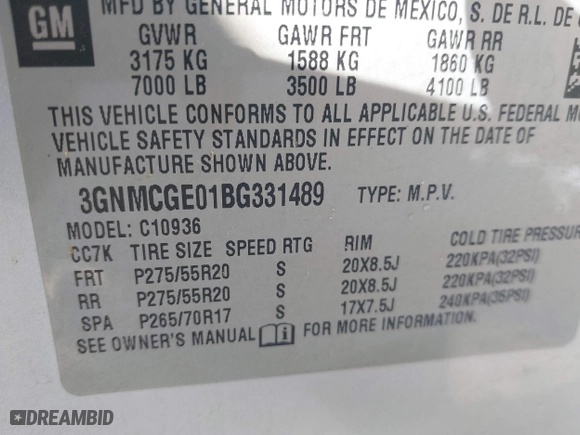 GM
MFD BY GENERAL MOTORS DE MEXICO, S. DE R.L. DE
GVWR GAWR FRT GAWR RR
3175 KG 1588 KG 1860 KG
7000 LB 3500 LB 4100 LB
THIS VEHICLE CONFORMS TO ALL APPLICABLE U.S. FEDERAL MO
VEHICLE SAFETY STANDARDS IN EFFECT ON THE DATE OF
MANUFACTURE SHOWN ABOVE.
3GNMCGE01BG331489 TYPE: M.P.V.
MODEL: C10936
CC7K TIRE SIZE SPEED RTG RIM COLD TIRE PRESSUR
FRT P275/55R20 S 20X8.5J 220KPA(32PSI)
RR P275/55R20 S 20X8.5J 220KPA(32PSI)
SPA P265/70R17 S 17X7.5J 240KPA(35PSI)
SEE OWNER'S MANUAL i FOR MORE INFORMATION.
DREAMBID